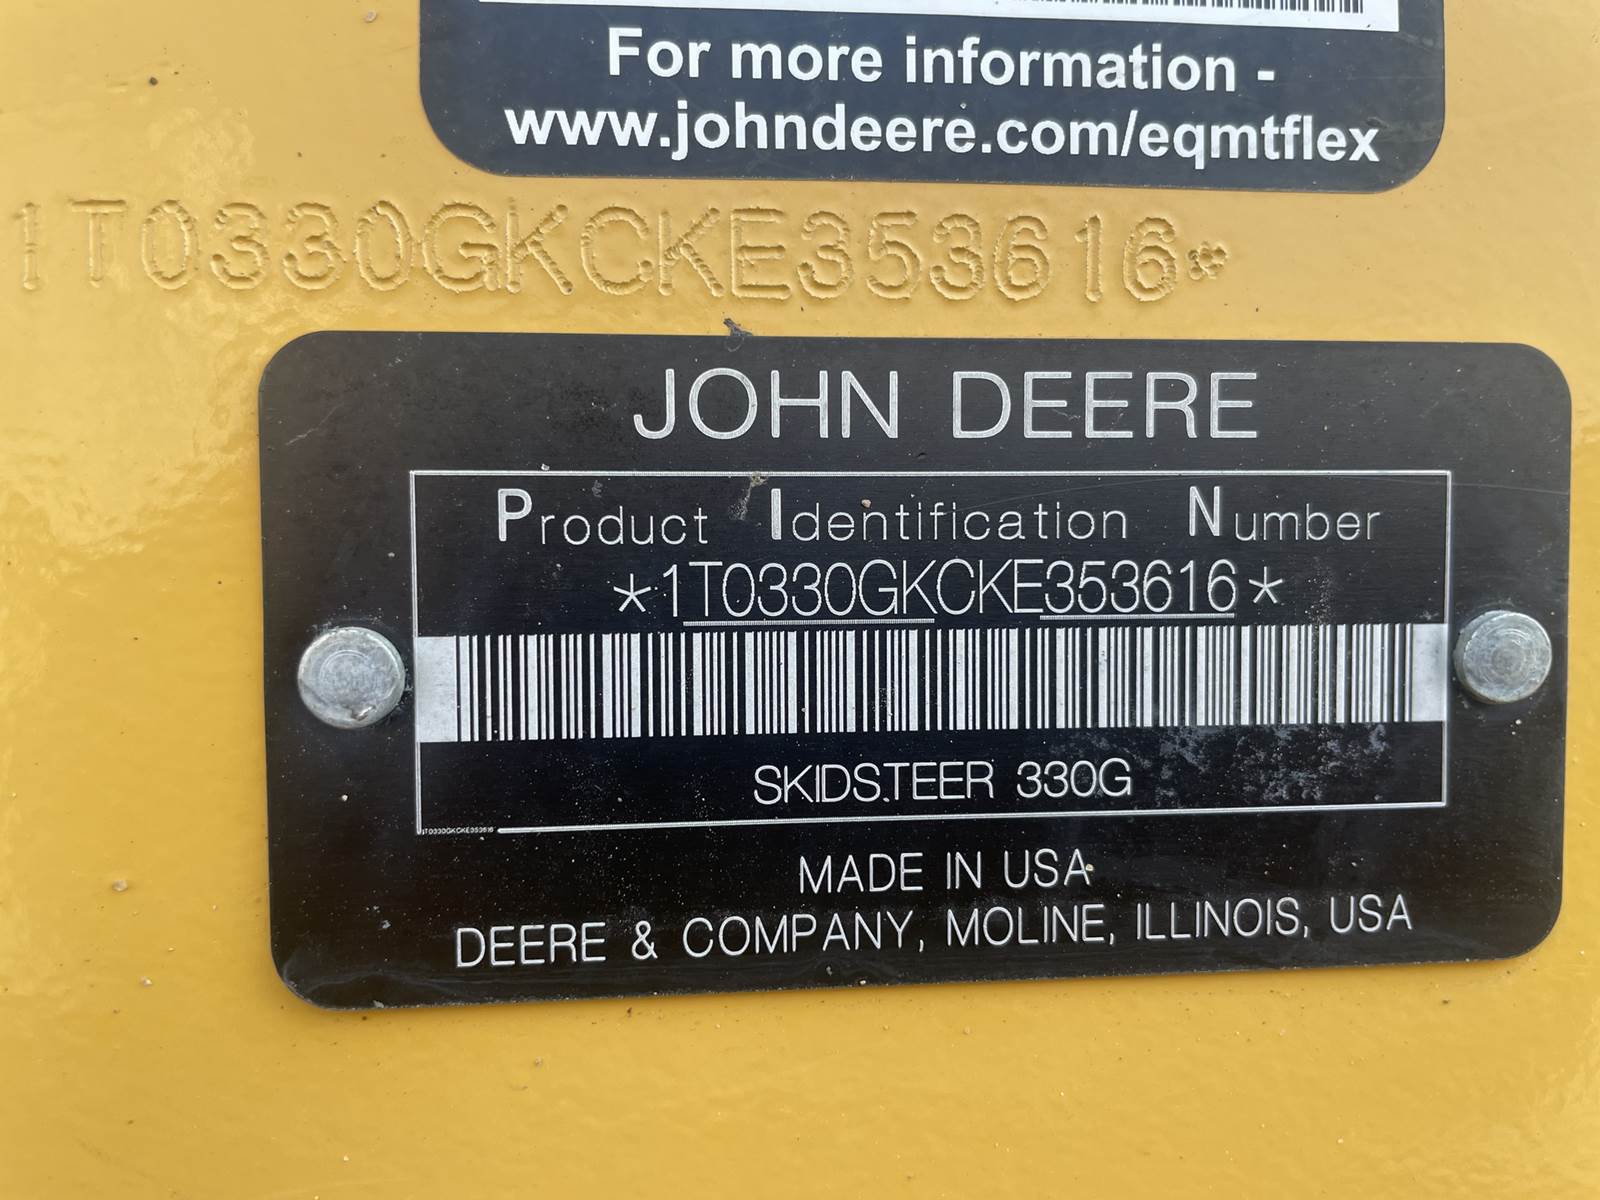 For more information -
www.johndeere.com/eqmtflex
1T0330GKCKE353616*
JOHN DEERE
Product Identification Number
*1T0330GKCKE353616*
SKIDSTEER 330G
1T0330GKCKE353616
MADE IN USA
DEERE & COMPANY, MOLINE, ILLINOIS, USA